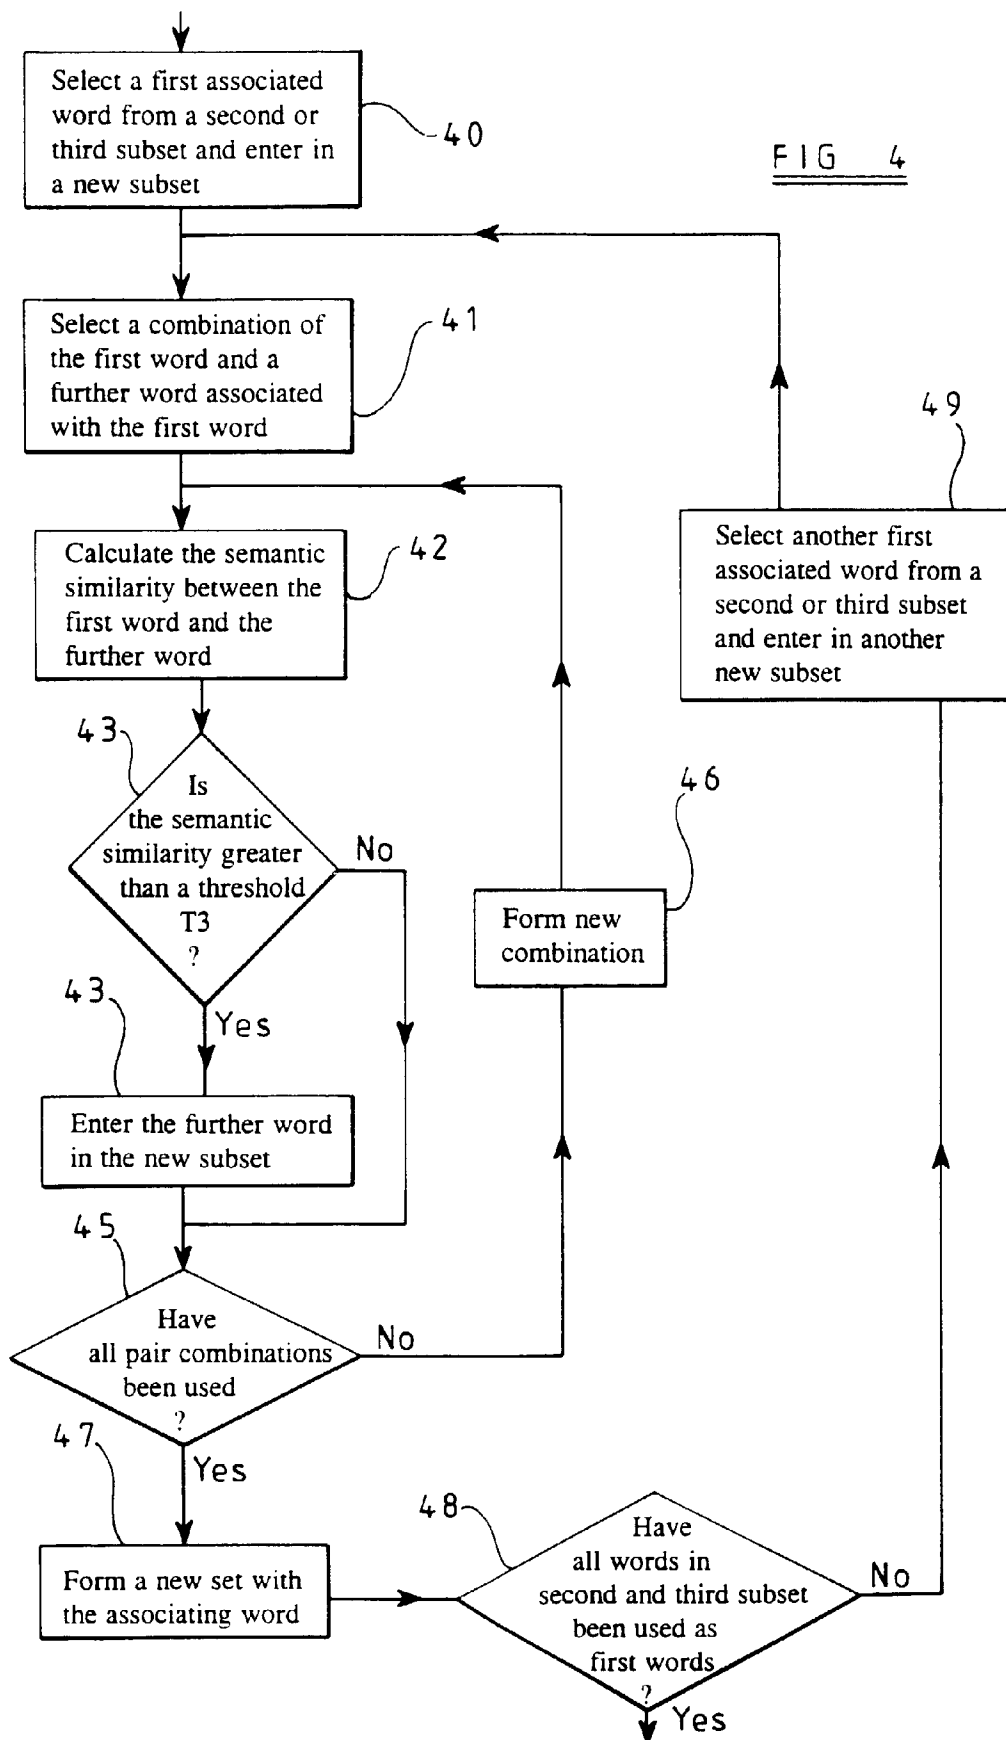 Select a first associated
word from a second or
third subset and enter in
a new subset
40
FIG 4
Select a combination of
the first word and a
further word associated
with the first word
41
49
Calculate the semantic
similarity between the
first word and the
further word
42
Select another first
associated word from a
second or third subset
and enter in another
new subset
43
Is
the semantic
similarity greater
than a threshold
T3
?
No
46
Form new
combination
Yes
43
Enter the further word
in the new subset
45
Have
all pair combinations
been used
?
No
Yes
47
Form a new set with
the associating word
48
Have
all words in
second and third subset
been used as
first words
?
No
Yes